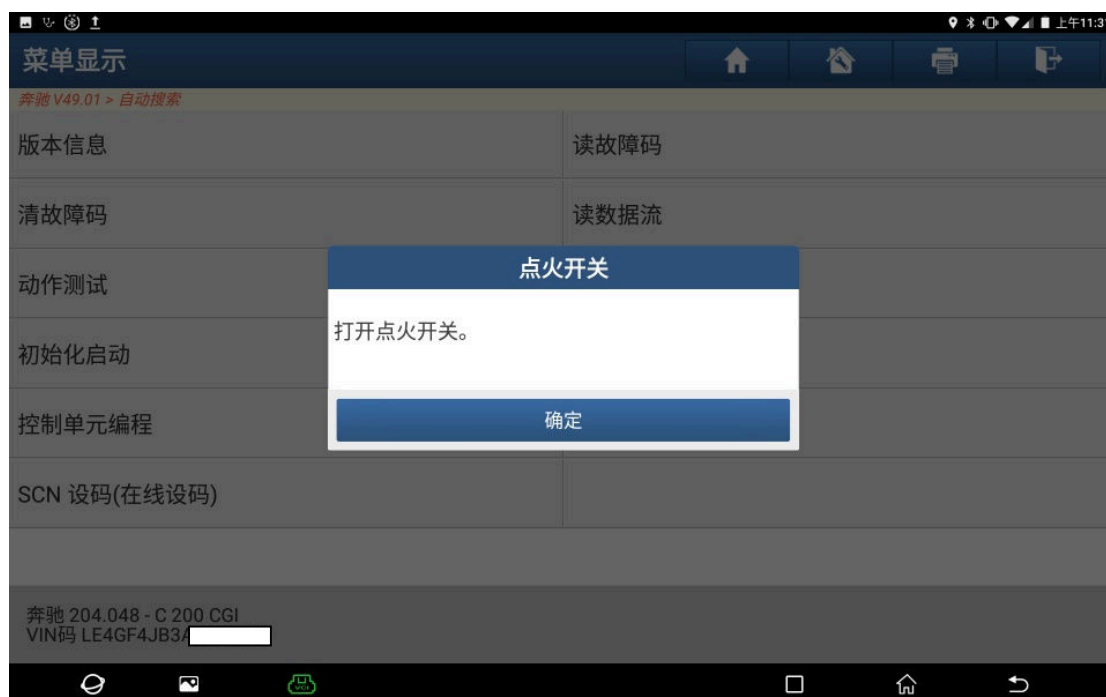 上午11:31
菜单显示
奔驰 V49.01 > 自动搜索
版本信息
读故障码
清故障码
读数据流
动作测试
点火开关
打开点火开关。
初始化启动
控制单元编程
确定
SCN 设码(在线设码)
奔驰 204.048 - C 200 CGI
VIN码 LE4GF4JB3A
VCI